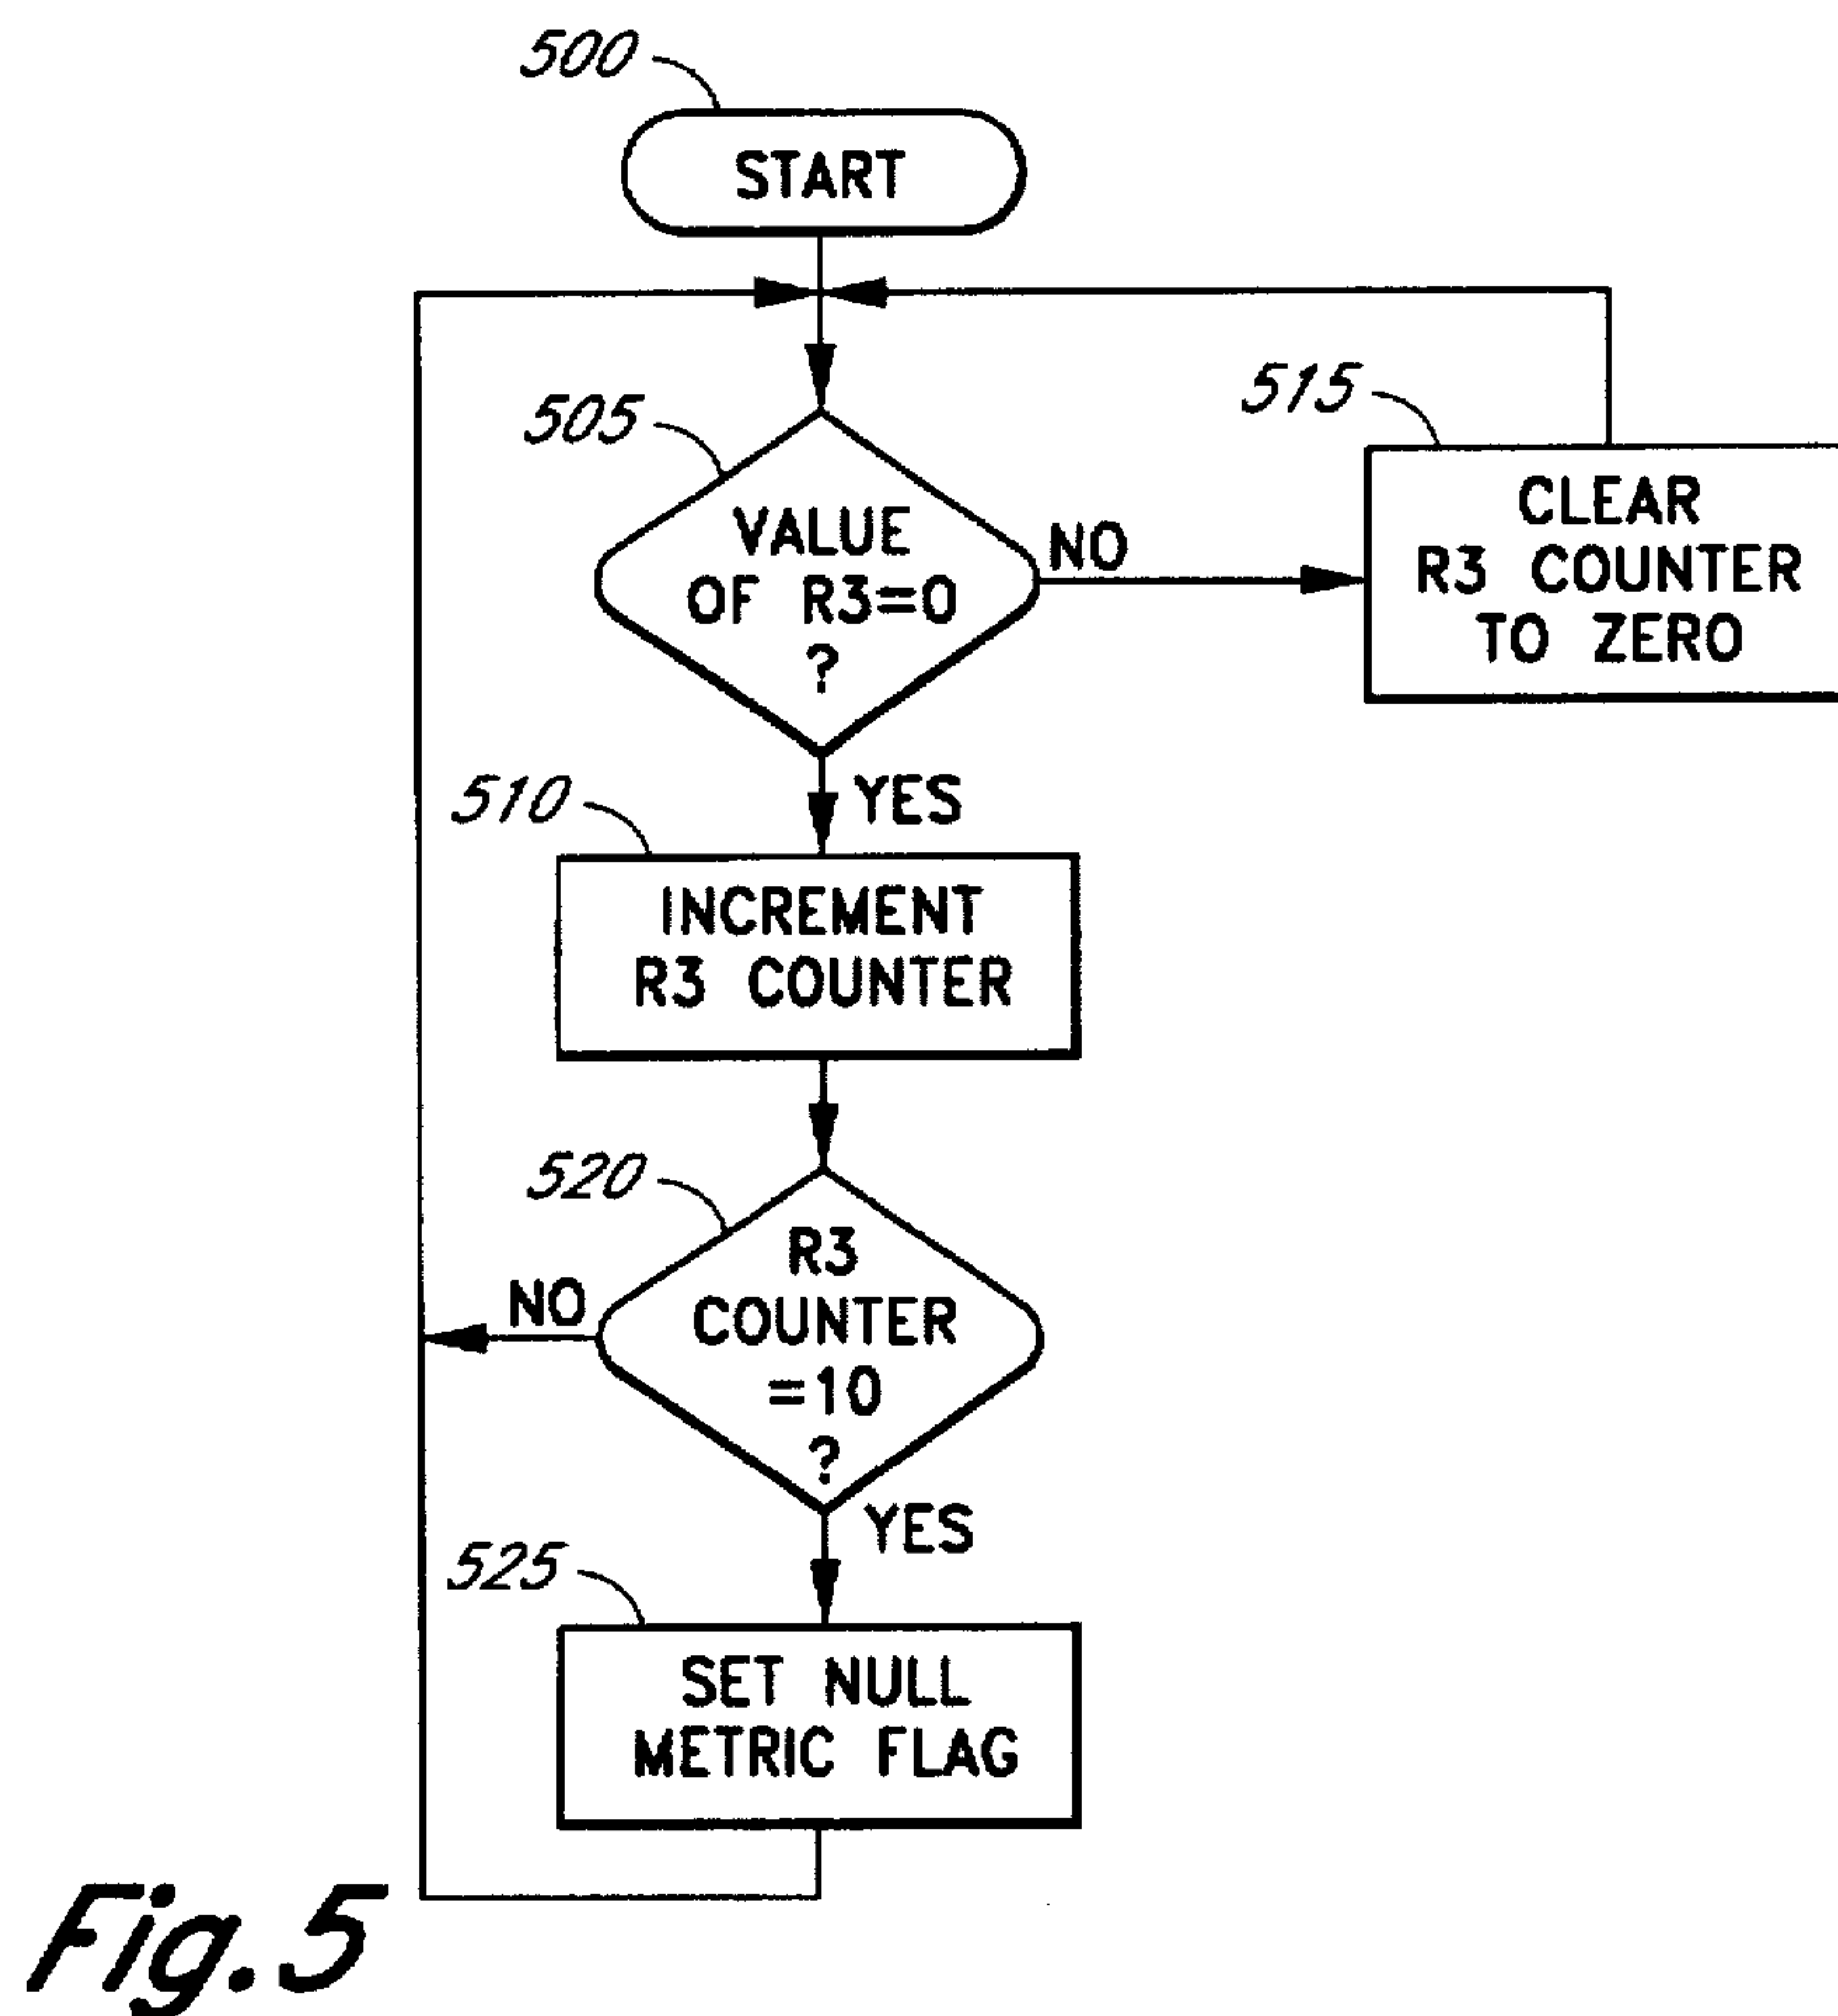 500
START
505
VALUE
OF R3=0
?
NO
515
CLEAR
R3 COUNTER
TO ZERO
YES
510
INCREMENT
R3 COUNTER
520
R3
COUNTER
=10
?
NO
YES
525
SET NULL
METRIC FLAG
Fig.5